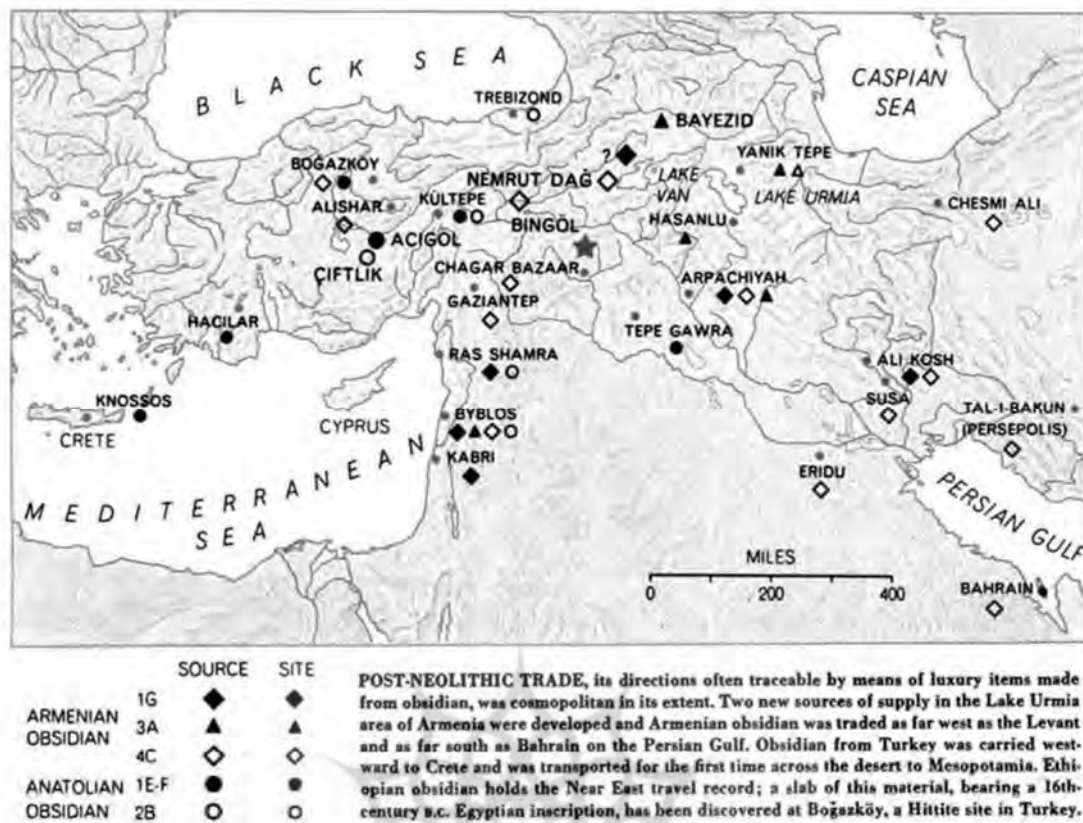 BLACK SEA
CASPIAN
SEA
TREBIZOND
BAYEZID
?
YANIK TEPE
BOĞAZKÖY
NEMRUT DAĞ
LAKE
VAN
LAKE URMIA
ALISHAR
KÜLTEPE
CHESMI ALI
BINGÖL
HASANLU
ACIGÖL
ÇIFTLIK
CHAGAR BAZAAR
ARPACHIYAH
GAZIANTEP
HACILAR
TEPE GAWRA
RAS SHAMRA
ALI KOSH
KNOSSOS
SUSA
CRETE
CYPRUS
BYBLOS
TAL-I-BAKUN
(PERSEPOLIS)
KABRI
ERIDU
MEDITERRANEAN
SEA
PERSIAN GULF
MILES
0 200 400
BAHRAIN
SOURCE SITE
ARMENIAN
OBSIDIAN
1G
3A
4C
ANATOLIAN 1E-F
OBSIDIAN 2B
POST-NEOLITHIC TRADE, its directions often traceable by means of luxury items made
from obsidian, was cosmopolitan in its extent. Two new sources of supply in the Lake Urmia
area of Armenia were developed and Armenian obsidian was traded as far west as the Levant
and as far south as Bahrain on the Persian Gulf. Obsidian from Turkey was carried west-
ward to Crete and was transported for the first time across the desert to Mesopotamia. Ethi-
opian obsidian holds the Near East travel record; a slab of this material, bearing a 16th-
century B.C. Egyptian inscription, has been discovered at Boğazköy, a Hittite site in Turkey.